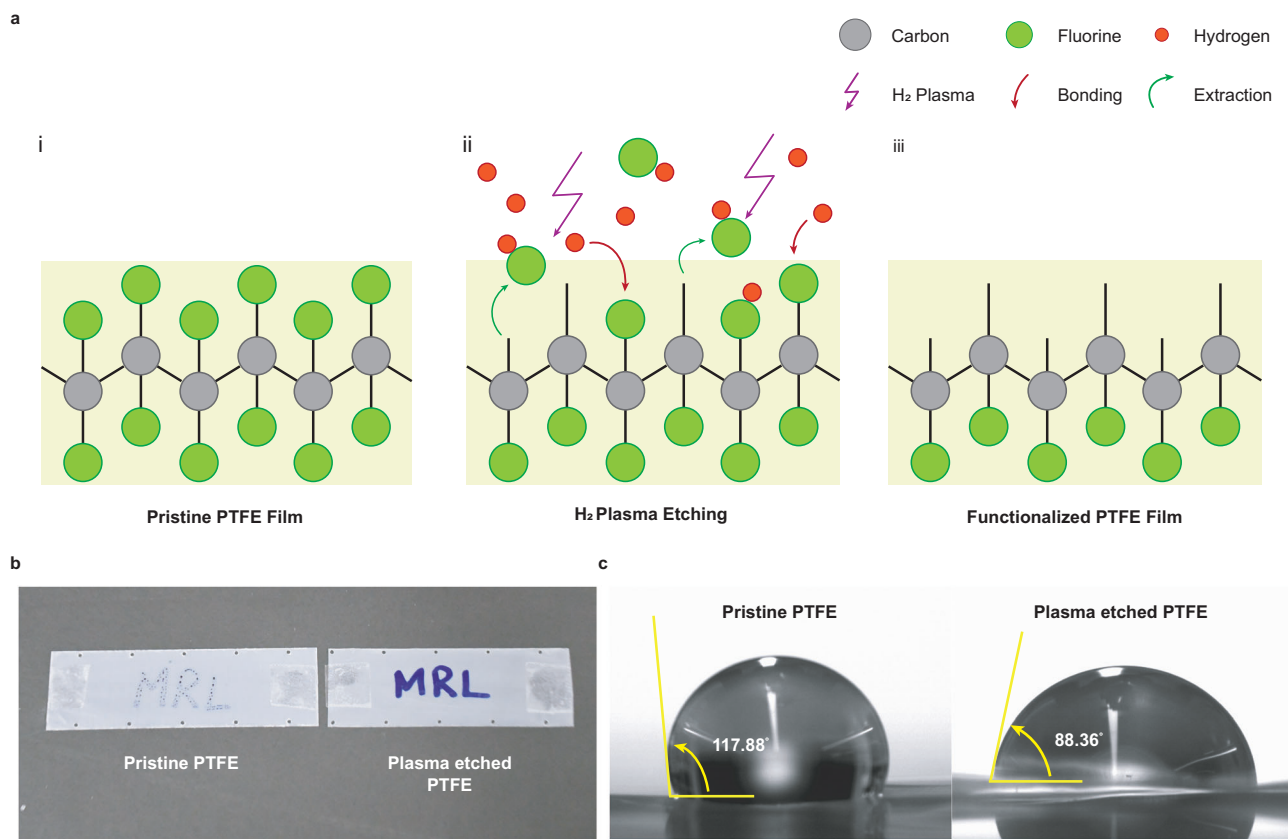 a
Carbon
Fluorine
Hydrogen
H₂ Plasma
Bonding
Extraction
i
ii
iii
Pristine PTFE Film
H₂ Plasma Etching
Functionalized PTFE Film
b
MRL
MRL
Pristine PTFE
Plasma etched
PTFE
c
Pristine PTFE
Plasma etched PTFE
117.88°
88.36°